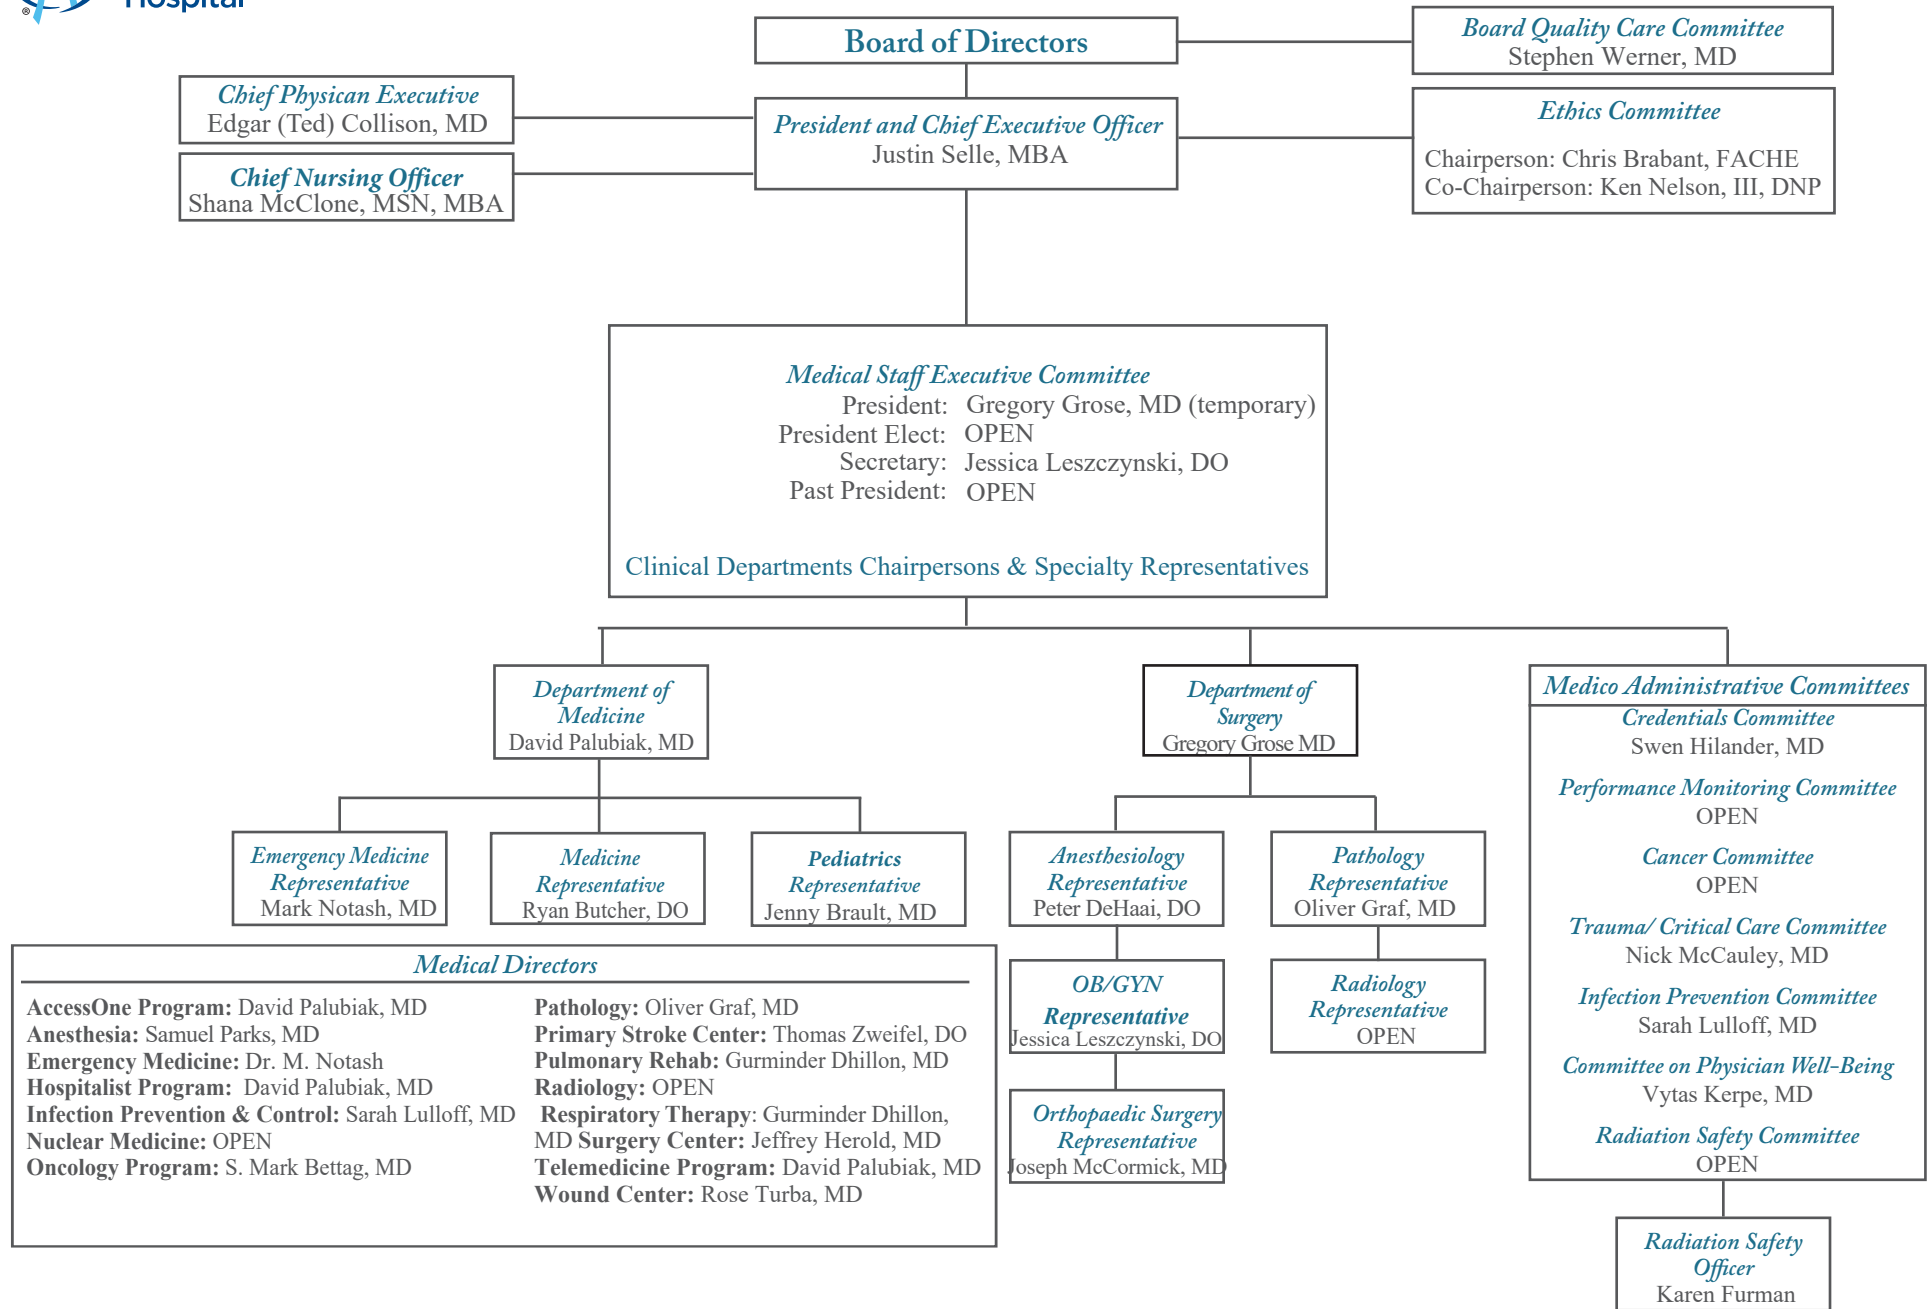 Hospital
®
Board of Directors
Board Quality Care Committee
Stephen Werner, MD
Chief Physican Executive
Edgar (Ted) Collison, MD
President and Chief Executive Officer
Justin Selle, MBA
Ethics Committee
Chairperson: Chris Brabant, FACHE
Co-Chairperson: Ken Nelson, III, DNP
Chief Nursing Officer
Shana McClone, MSN, MBA
Medical Staff Executive Committee
President: Gregory Grose, MD (temporary)
President Elect: OPEN
Secretary: Jessica Leszczynski, DO
Past President: OPEN
Clinical Departments Chairpersons & Specialty Representatives
Department of
Medicine
David Palubiak, MD
Department of
Surgery
Gregory Grose MD
Medico Administrative Committees
Credentials Committee
Swen Hilander, MD
Performance Monitoring Committee
OPEN
Cancer Committee
OPEN
Trauma/ Critical Care Committee
Nick McCauley, MD
Infection Prevention Committee
Sarah Lulloff, MD
Committee on Physician Well-Being
Vytas Kerpe, MD
Radiation Safety Committee
OPEN
Radiation Safety
Officer
Karen Furman
Emergency Medicine
Representative
Mark Notash, MD
Medicine
Representative
Ryan Butcher, DO
Pediatrics
Representative
Jenny Brault, MD
Anesthesiology
Representative
Peter DeHaai, DO
Pathology
Representative
Oliver Graf, MD
OB/GYN
Representative
Jessica Leszczynski, DO
Radiology
Representative
OPEN
Orthopaedic Surgery
Representative
Joseph McCormick, MD
Medical Directors
AccessOne Program: David Palubiak, MD
Anesthesia: Samuel Parks, MD
Emergency Medicine: Dr. M. Notash
Hospitalist Program: David Palubiak, MD
Infection Prevention & Control: Sarah Lulloff, MD
Nuclear Medicine: OPEN
Oncology Program: S. Mark Bettag, MD
Pathology: Oliver Graf, MD
Primary Stroke Center: Thomas Zweifel, DO
Pulmonary Rehab: Gurminder Dhillon, MD
Radiology: OPEN
Respiratory Therapy: Gurminder Dhillon,
MD Surgery Center: Jeffrey Herold, MD
Telemedicine Program: David Palubiak, MD
Wound Center: Rose Turba, MD